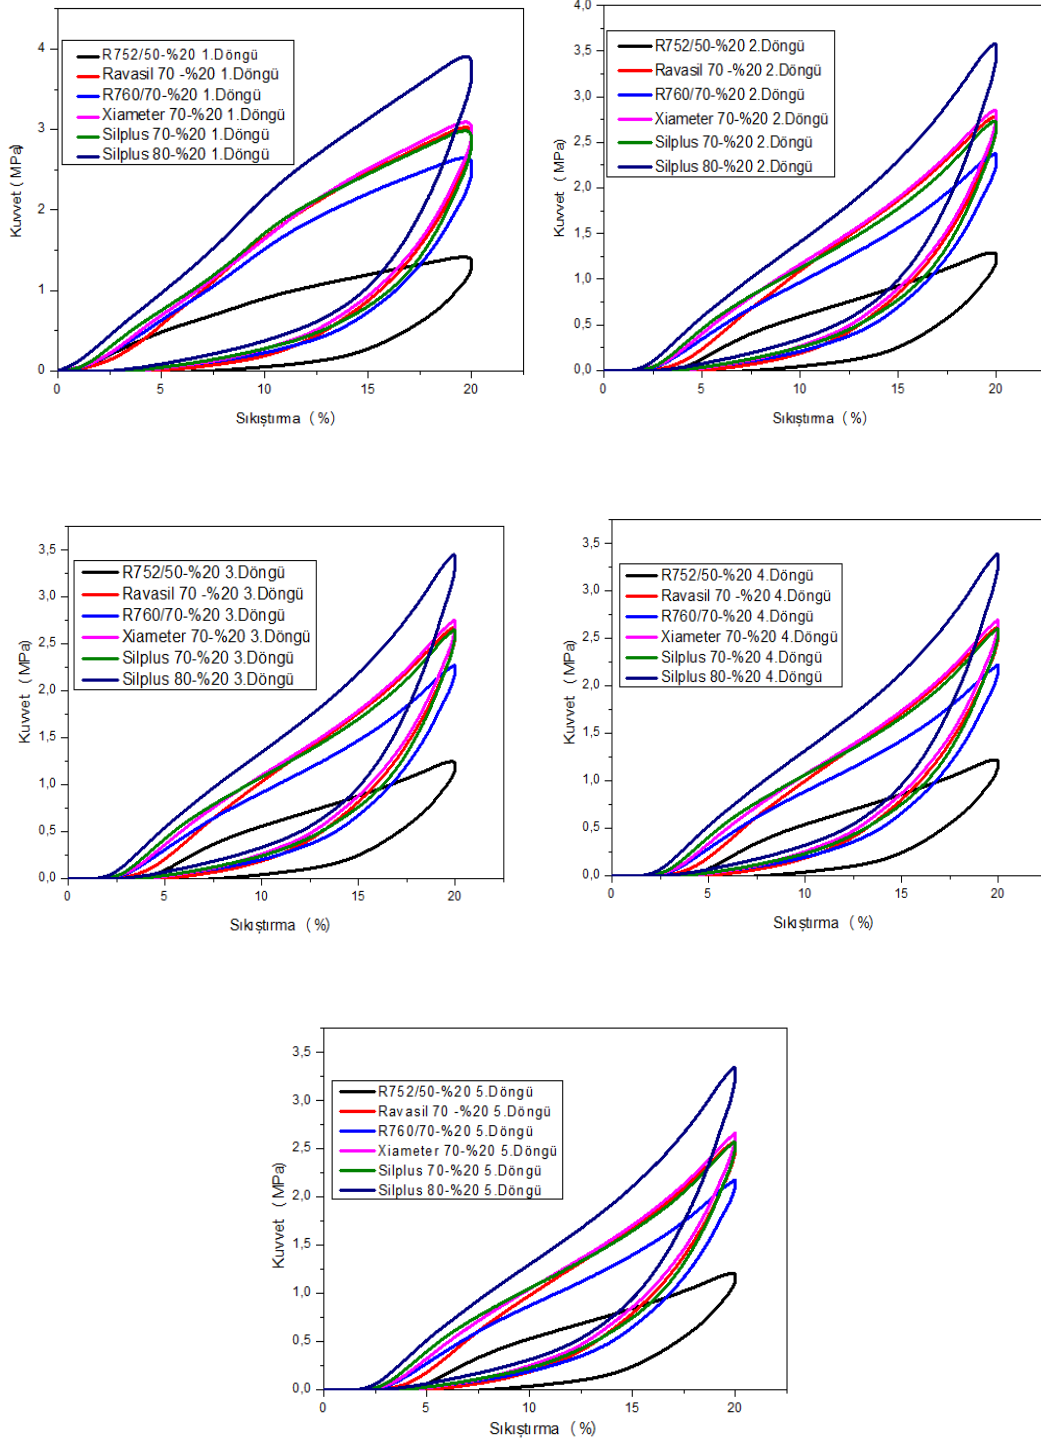 Kuvvet ( MPa)
4
3
2
1
0
R752/50-%20 1.Döngü
Ravasil 70 -%20 1.Döngü
R760/70-%20 1.Döngü
Xiameter 70-%20 1.Döngü
Silplus 70-%20 1.Döngü
Silplus 80-%20 1.Döngü
0 5 10 15 20
Sıkıştırma ( %)
Kuvvet ( MPa)
4,0
3,5
3,0
2,5
2,0
1,5
1,0
0,5
0,0
R752/50-%20 2.Döngü
Ravasil 70 -%20 2.Döngü
R760/70-%20 2.Döngü
Xiameter 70-%20 2.Döngü
Silplus 70-%20 2.Döngü
Silplus 80-%20 2.Döngü
0 5 10 15 20
Sıkıştırma ( %)
Kuvvet ( MPa)
3,5
3,0
2,5
2,0
1,5
1,0
0,5
0,0
R752/50-%20 3.Döngü
Ravasil 70 -%20 3.Döngü
R760/70-%20 3.Döngü
Xiameter 70-%20 3.Döngü
Silplus 70-%20 3.Döngü
Silplus 80-%20 3.Döngü
0 5 10 15 20
Sıkıştırma ( %)
Kuvvet ( MPa)
3,5
3,0
2,5
2,0
1,5
1,0
0,5
0,0
R752/50-%20 4.Döngü
Ravasil 70 -%20 4.Döngü
R760/70-%20 4.Döngü
Xiameter 70-%20 4.Döngü
Silplus 70-%20 4.Döngü
Silplus 80-%20 4.Döngü
0 5 10 15 20
Sıkıştırma ( %)
Kuvvet ( MPa)
3,5
3,0
2,5
2,0
1,5
1,0
0,5
0,0
R752/50-%20 5.Döngü
Ravasil 70 -%20 5.Döngü
R760/70-%20 5.Döngü
Xiameter 70-%20 5.Döngü
Silplus 70-%20 5.Döngü
Silplus 80-%20 5.Döngü
0 5 10 15 20
Sıkıştırma ( %)